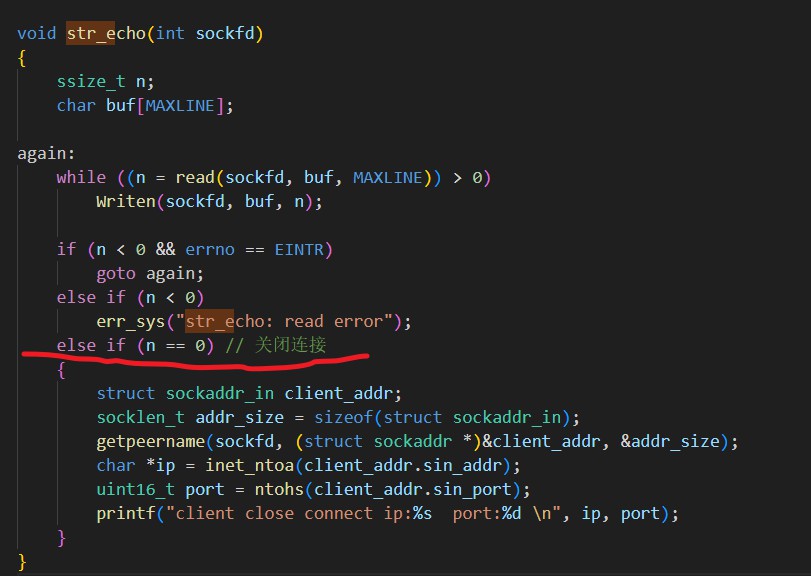 void str_echo(int sockfd)
{
    ssize_t n;
    char buf[MAXLINE];
again:
    while ((n = read(sockfd, buf, MAXLINE)) > 0)
        Writen(sockfd, buf, n);
    if (n < 0 && errno == EINTR)
        goto again;
    else if (n < 0)
        err_sys("str_echo: read error");
    else if (n == 0) // 关闭连接
    {
        struct sockaddr_in client_addr;
        socklen_t addr_size = sizeof(struct sockaddr_in);
        getpeername(sockfd, (struct sockaddr *)&client_addr, &addr_size);
        char *ip = inet_ntoa(client_addr.sin_addr);
        uint16_t port = ntohs(client_addr.sin_port);
        printf("client close connect ip:%s  port:%d \n", ip, port);
    }
}